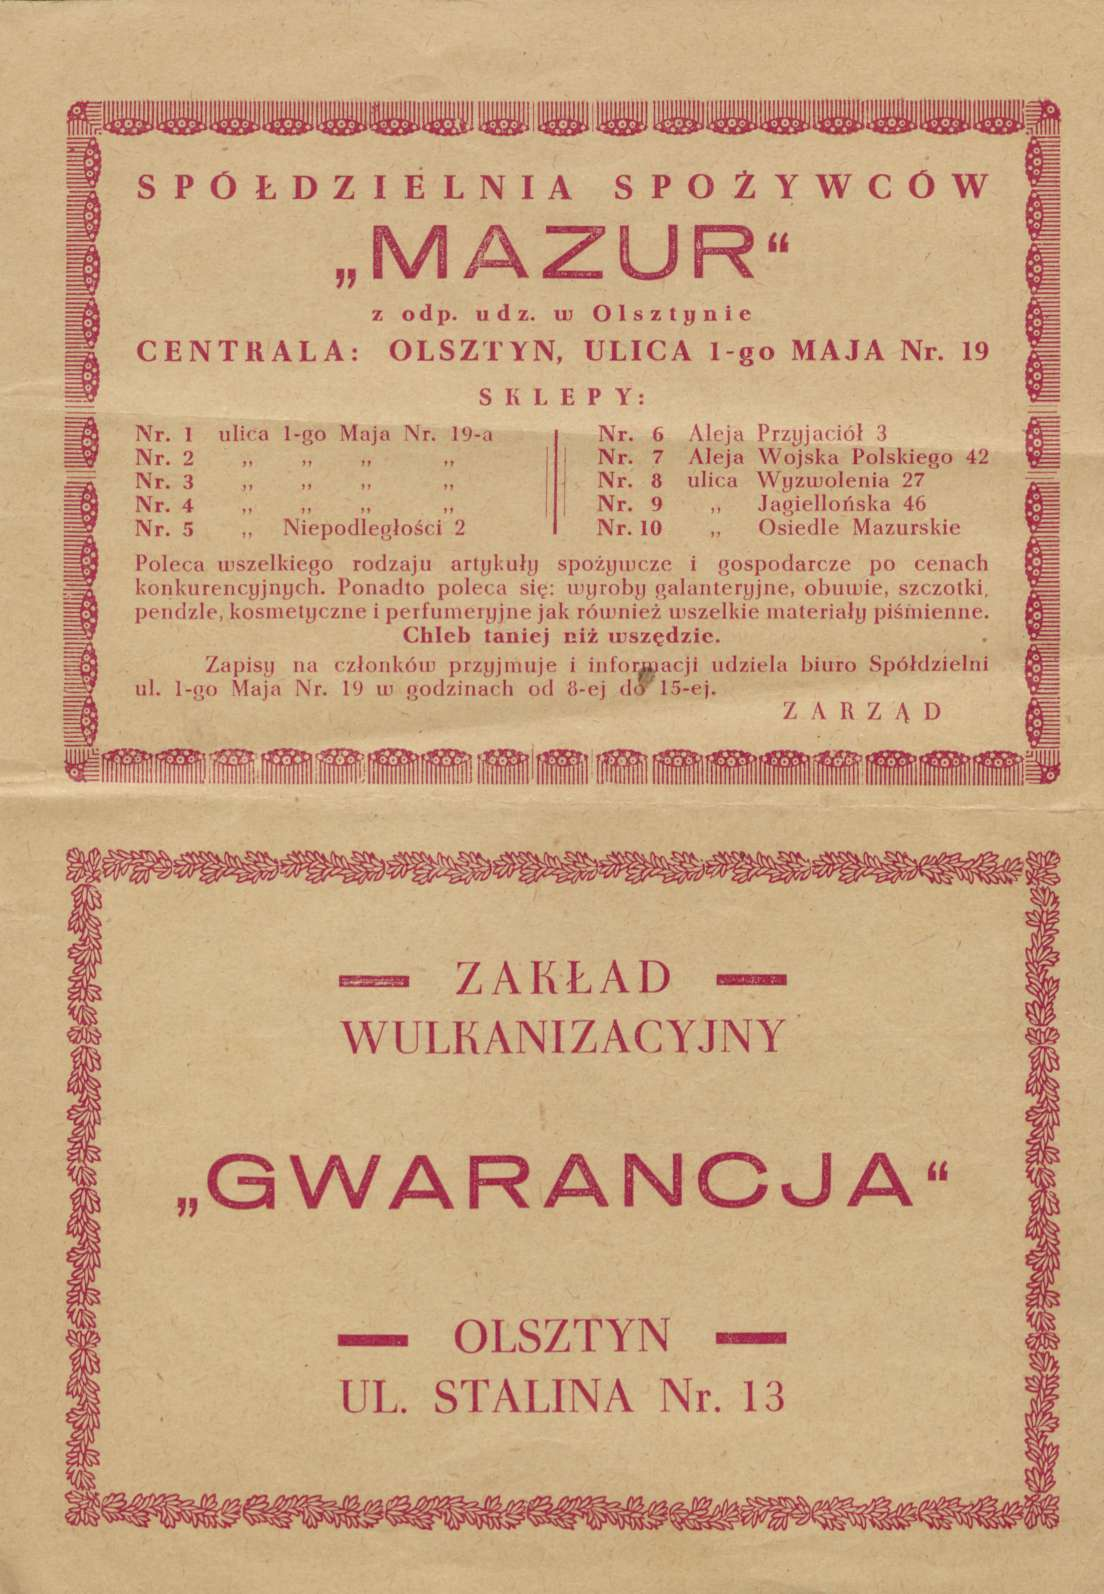 SPÓŁDZIELNIA SPOŻYWCÓW
„MAZUR“
z odp. udz. w Olsztynie
CENTRALA: OLSZTYN, ULICA 1-go MAJA Nr. 19
SKLEPY:
Nr. 1 ulica 1-go Maja Nr. 19-a
Nr. 2 „ „ „ „
Nr. 3 „ „ „ „
Nr. 4 „ „ „ „
Nr. 5 „ Niepodległości 2
Nr. 6 Aleja Przyjaciół 3
Nr. 7 Aleja Wojska Polskiego 42
Nr. 8 ulica Wyzwolenia 27
Nr. 9 „ Jagiellońska 46
Nr. 10 „ Osiedle Mazurskie
Poleca wszelkiego rodzaju artykuły spożywcze i gospodarcze po cenach
konkurencyjnych. Ponadto poleca się: wyroby galanteryjne, obuwie, szczotki,
pendzle, kosmetyczne i perfumeryjne jak również wszelkie materiały piśmienne.
Chleb taniej niż wszędzie.
Zapisy na członków przyjmuje i informacji udziela biuro Spółdzielni
ul. 1-go Maja Nr. 19 w godzinach od 8-ej do 15-ej.
ZARZĄD
— ZAKŁAD —
WULKANIZACYJNY
„GWARANCJA“
— OLSZTYN —
UL. STALINA Nr. 13